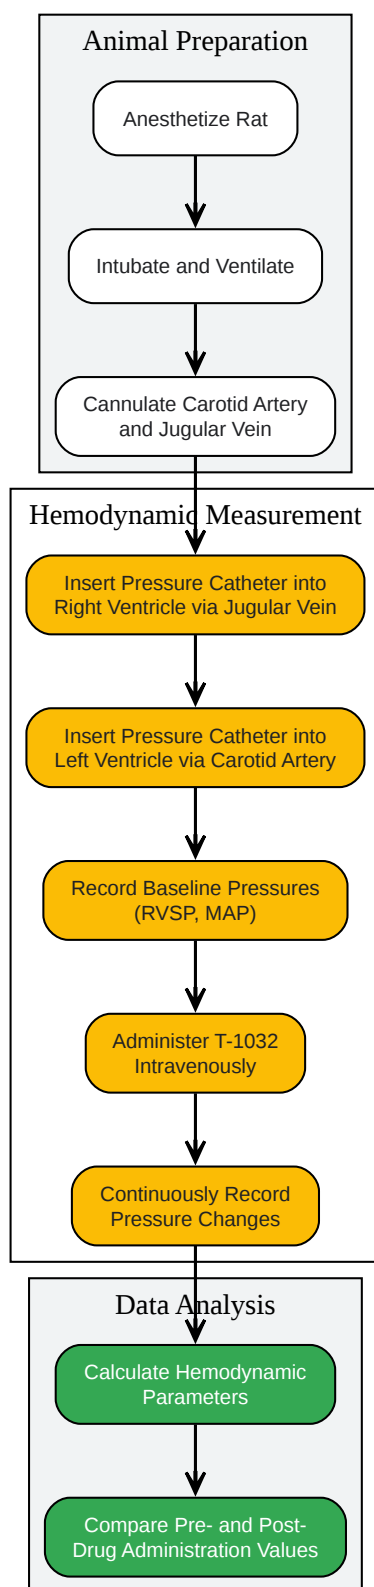 Animal Preparation
Anesthetize Rat
Intubate and Ventilate
Cannulate Carotid Artery
and Jugular Vein
Hemodynamic Measurement
Insert Pressure Catheter into
Right Ventricle via Jugular Vein
Insert Pressure Catheter into
Left Ventricle via Carotid Artery
Record Baseline Pressures
(RVSP, MAP)
Administer T-1032
Intravenously
Continuously Record
Pressure Changes
Data Analysis
Calculate Hemodynamic
Parameters
Compare Pre- and Post-
Drug Administration Values